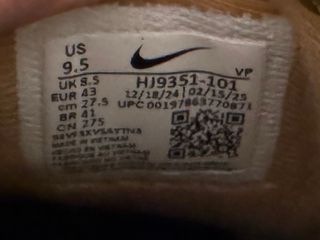 US
9.5
VP
UK 8.5
HJ9351-101
EUR 43
12/18/24 02/15/25
cm 27.5
UPC 00197863770871
BR 41
CN 275
MADE IN VIETNAM